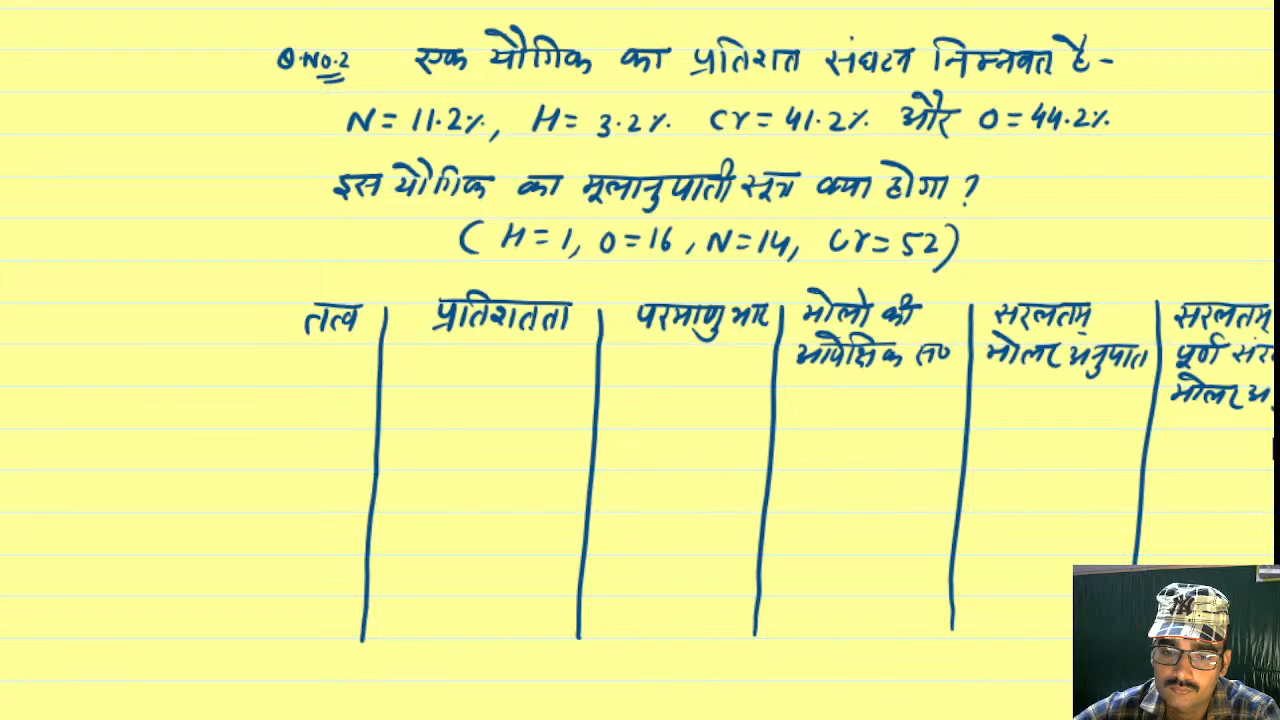 Q.No.2 एक यौगिक का प्रतिशत संघटन निम्नवत है -
N = 11.2%, H = 3.2% Cr = 41.2% और O = 44.2%
इस यौगिक का मूलानुपाती सूत्र क्या होगा ?
( H = 1, O = 16, N = 14, Cr = 52 )
तत्व
प्रतिशतता
परमाणु भार
मोलो की
आपेक्षिक सं०
सरलतम्
मोलर अनुपात
सरलतम्
पूर्ण
मोलर